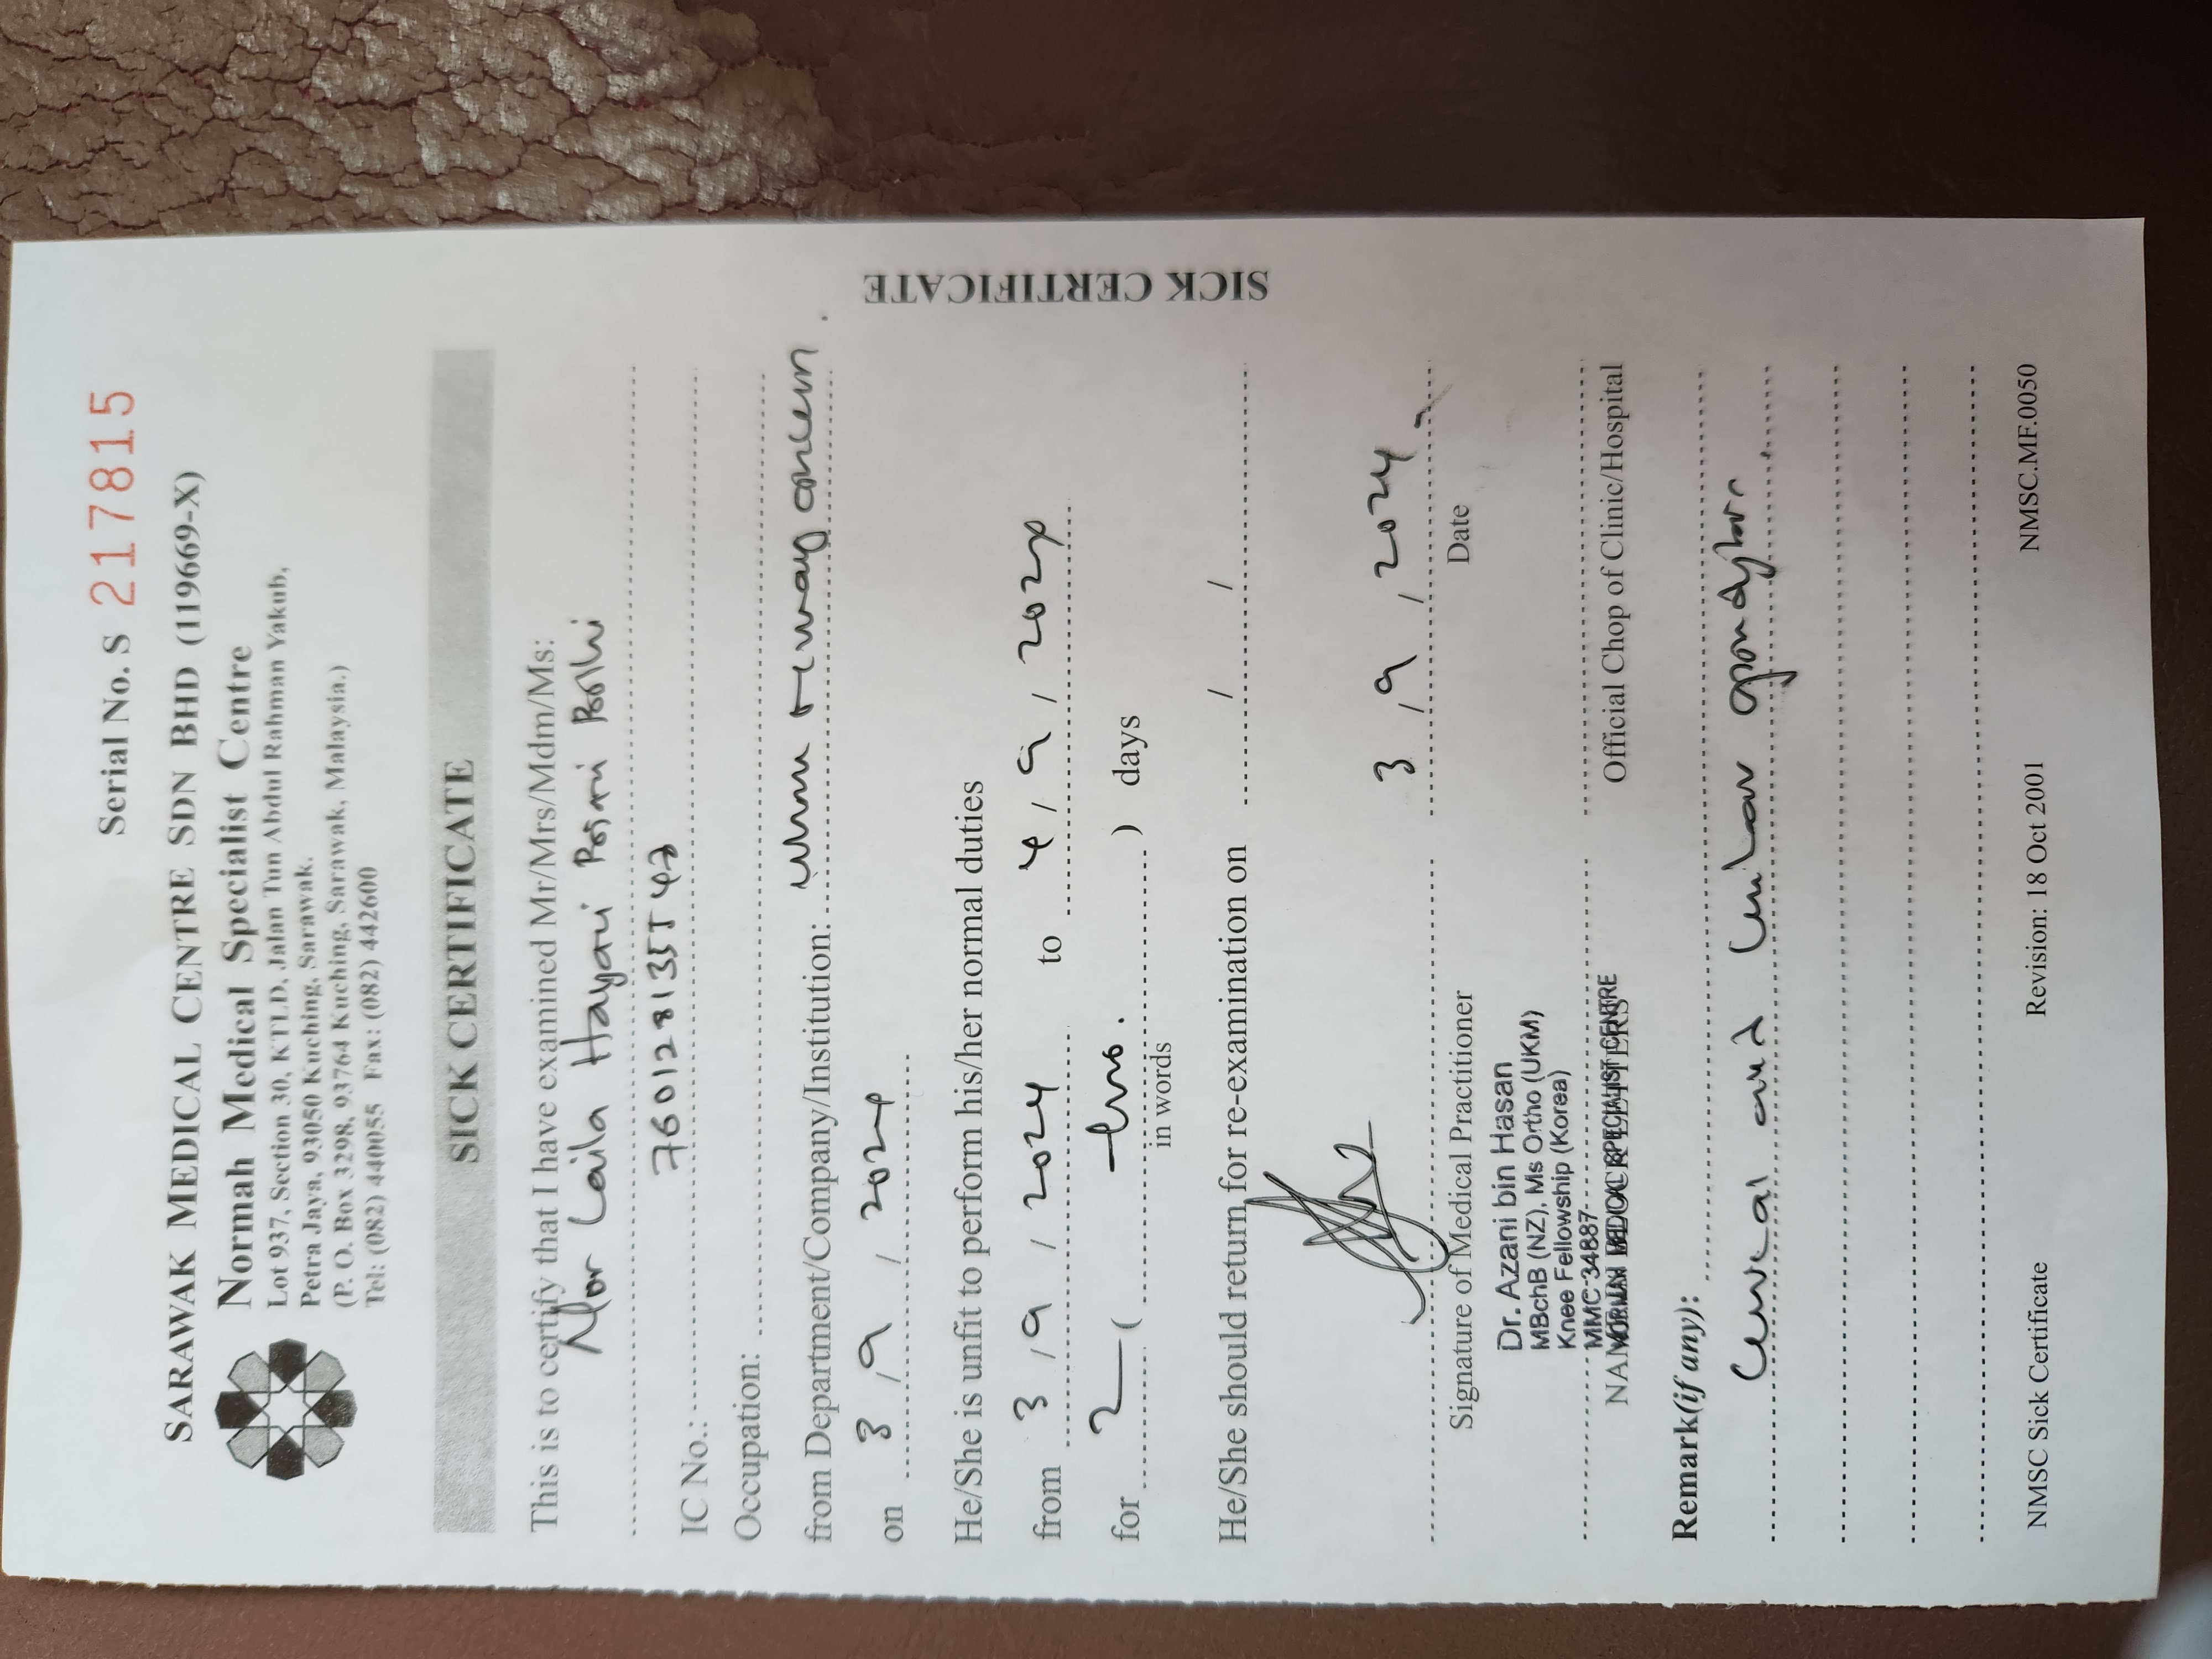 Serial No. S 217815
SARAWAK MEDICAL CENTRE SDN BHD (119669-X)
Normah Medical Specialist Centre
Lot 937, Section 30, KTLD, Jalan Tun Abdul Rahman Yakub,
Petra Jaya, 93050 Kuching, Sarawak.
(P. O. Box 3298, 93764 Kuching, Sarawak, Malaysia.)
Tel: (082) 440055 Fax: (082) 442600
SICK CERTIFICATE
This is to certify that I have examined Mr/Mrs/Mdm/Ms:
Nor Laila Hayati
IC No.:
Occupation:
from Department/Company/Institution: concern
on 3/9/2024
He/She is unfit to perform his/her normal duties
from 3/9/2024 to 4/9/2024
for 2 (two.) days
in words
He/She should return for re-examination on / /
3/9/2024
Signature of Medical Practitioner Date
Dr. Azani bin Hasan
MBchB (NZ), Ms Ortho (UKM)
Knee Fellowship (Korea)
MMC 34887
NORMAH MEDICAL SPECIALIST CENTRE
NAME IN BLOCK LETTERS Official Chop of Clinic/Hospital
Remark(if any):
Cervical and Lumbar
NMSC Sick Certificate Revision: 18 Oct 2001 NMSC.MF.0050
SICK CERTIFICATE